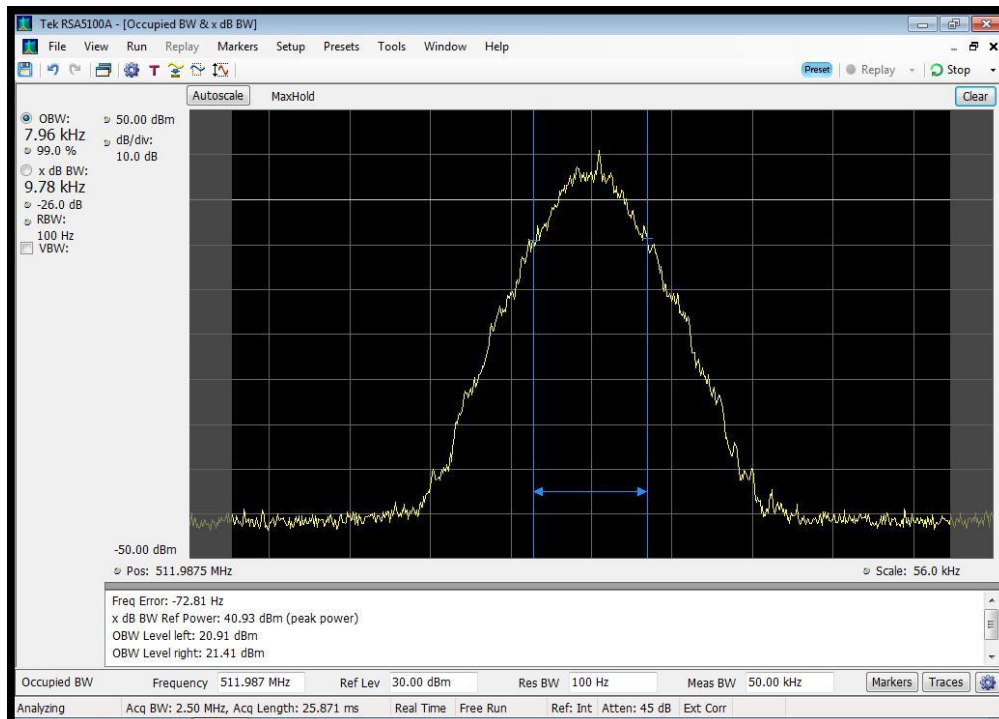 Tek RSA5100A - [Occupied BW & x dB BW]
File View Run Replay Markers Setup Presets Tools Window Help
T Preset Replay Stop
Autoscale MaxHold Clear
OBW:
7.96 kHz
99.0 %
x dB BW:
9.78 kHz
-26.0 dB
RBW:
100 Hz
VBW:
50.00 dBm
dB/div:
10.0 dB
-50.00 dBm
Pos: 511.9875 MHz Scale: 56.0 kHz
Freq Error: -72.81 Hz
x dB BW Ref Power: 40.93 dBm (peak power)
OBW Level left: 20.91 dBm
OBW Level right: 21.41 dBm
Occupied BW Frequency 511.987 MHz Ref Lev 30.00 dBm Res BW 100 Hz Meas BW 50.00 kHz Markers Traces
Analyzing Acq BW: 2.50 MHz, Acq Length: 25.871 ms Real Time Free Run Ref: Int Atten: 45 dB Ext Corr